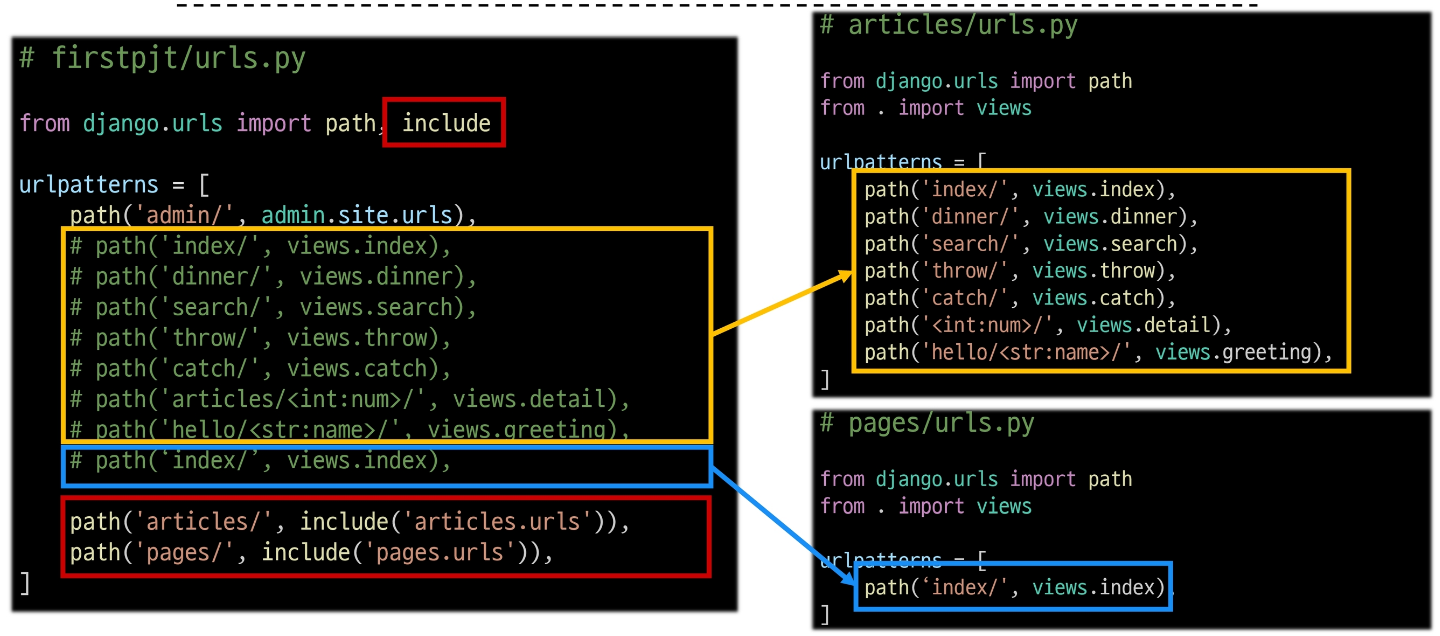 # firstpjt/urls.py
from django.urls import path, include
urlpatterns = [
path('admin/', admin.site.urls),
# path('index/', views.index),
# path('dinner/', views.dinner),
# path('search/', views.search),
# path('throw/', views.throw),
# path('catch/', views.catch),
# path('articles/<int:num>/', views.detail),
# path('hello/<str:name>/', views.greeting),
# path(‘index/’, views.index),
path('articles/', include('articles.urls')),
path('pages/', include('pages.urls')),
]
# articles/urls.py
from django.urls import path
from . import views
urlpatterns = [
path('index/', views.index),
path('dinner/', views.dinner),
path('search/', views.search),
path('throw/', views.throw),
path('catch/', views.catch),
path('<int:num>/', views.detail),
path('hello/<str:name>/', views.greeting),
]
# pages/urls.py
from django.urls import path
from . import views
urlpatterns = [
path(‘index/', views.index),
]